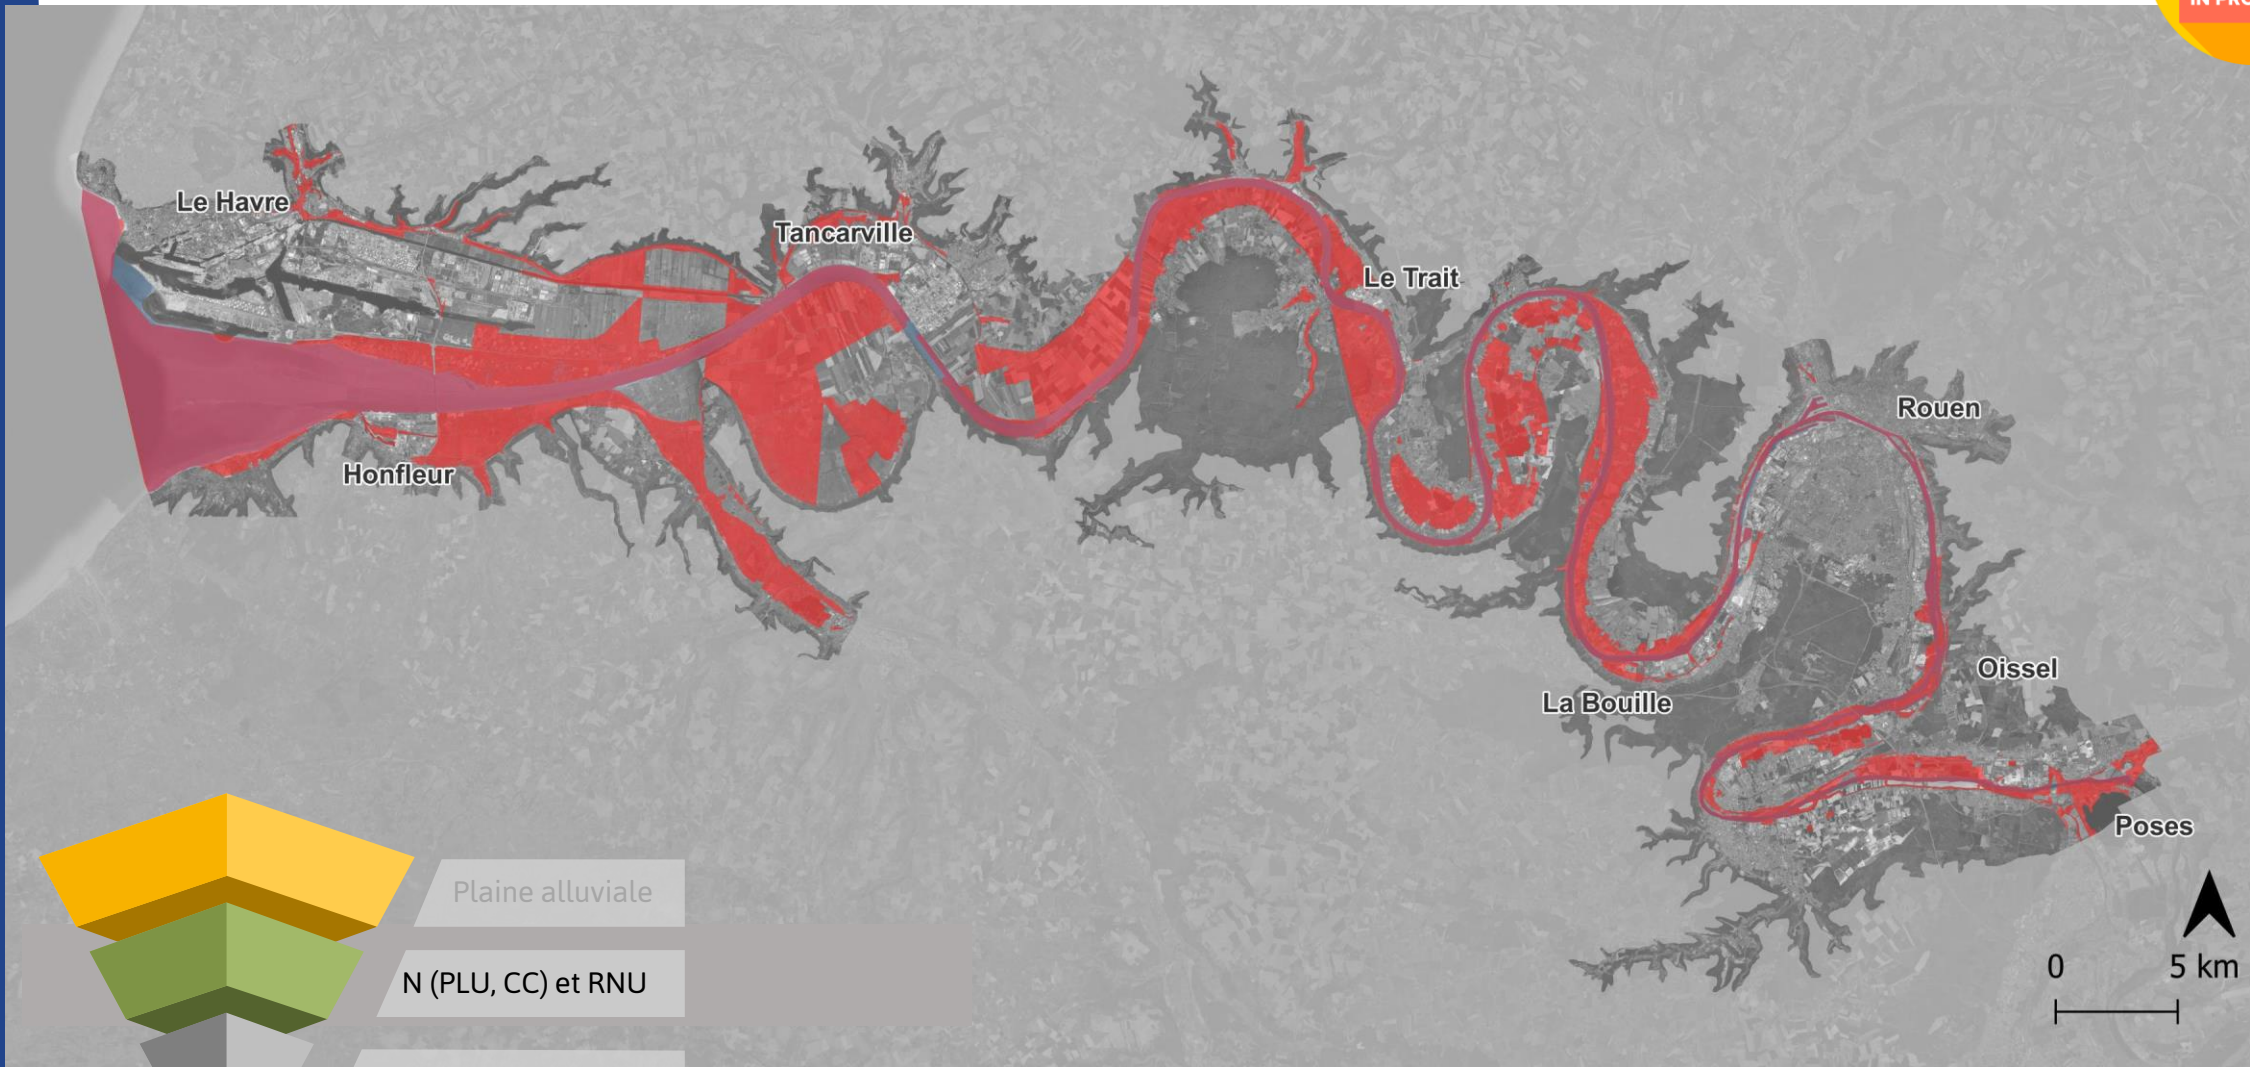 Le Havre
Tancarville
Le Trait
Rouen
Honfleur
Oissel
La Bouille
Poses
Plaine alluviale
N (PLU, CC) et RNU
0 5 km